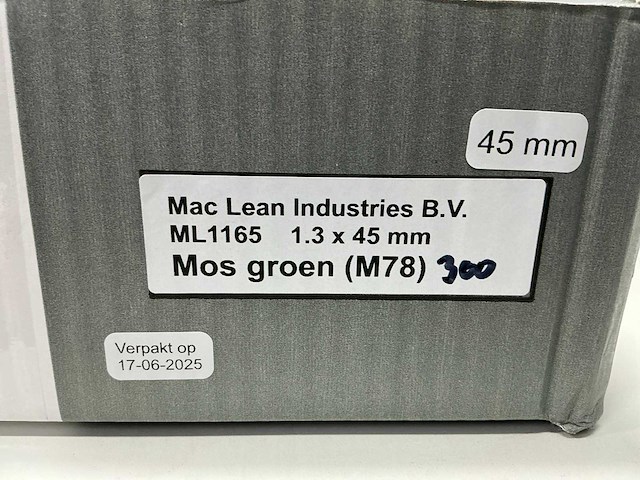 45 mm
Mac Lean Industries B.V.
ML1165 1.3 x 45 mm
Mos groen (M78) 300
Verpakt op
17-06-2025